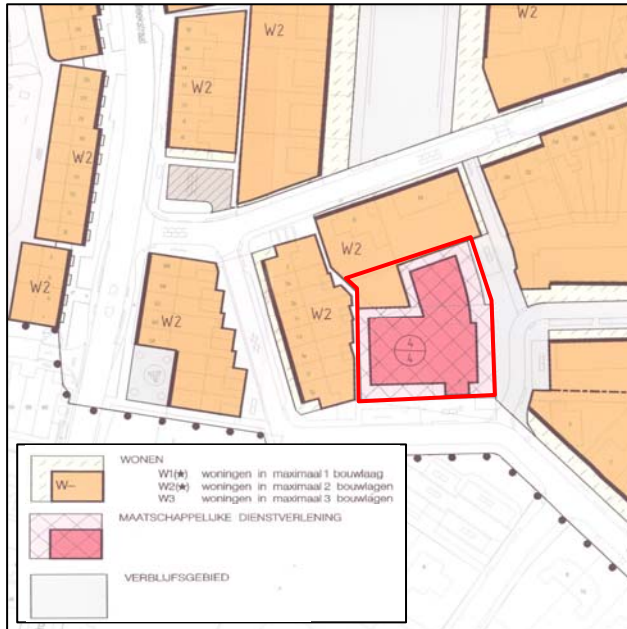 W2
W2
W2
W2
W2
W2
W2
4
4
WONEN
W– W1(★) woningen in maximaal 1 bouwlaag
W2(★) woningen in maximaal 2 bouwlagen
W3 woningen in maximaal 3 bouwlagen
MAATSCHAPPELIJKE DIENSTVERLENING
VERBLIJFSGEBIED